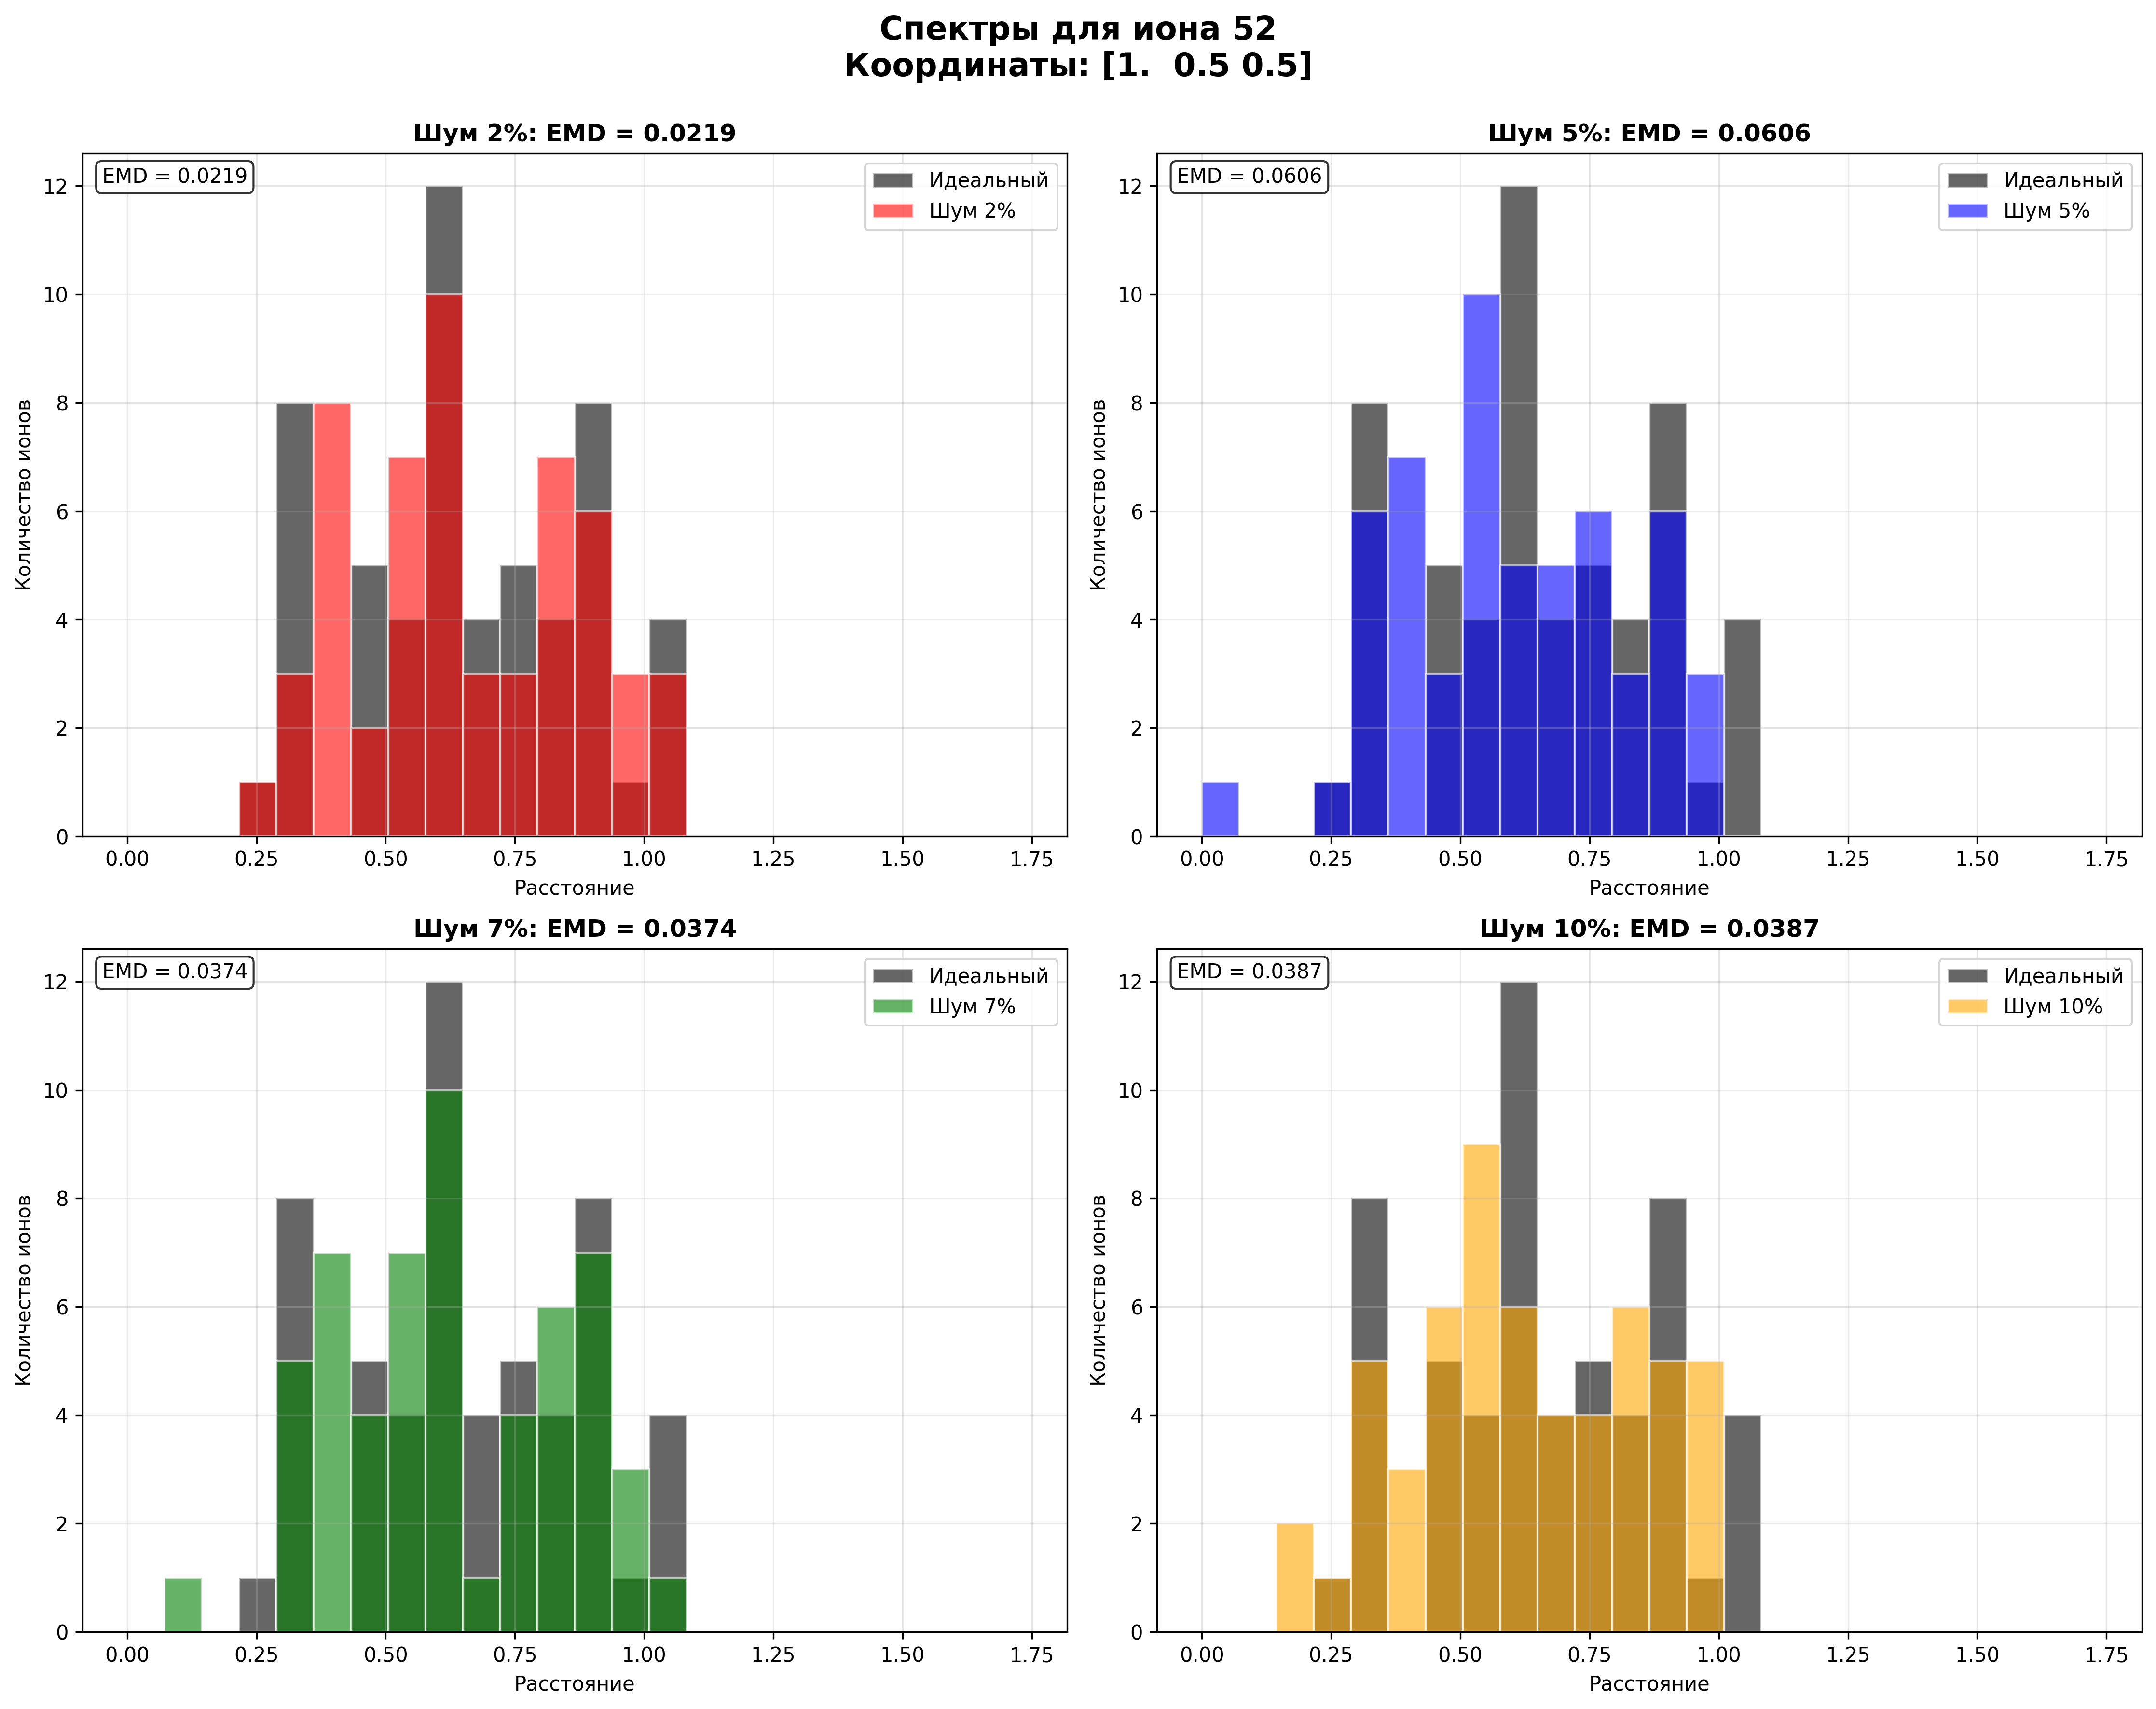 Спектры для иона 52
Координаты: [1.  0.5 0.5]
Шум 2%: EMD = 0.0219
EMD = 0.0219
Идеальный
Шум 2%
Количество ионов
12
10
8
6
4
2
0
0.00 0.25 0.50 0.75 1.00 1.25 1.50 1.75
Расстояние
Шум 5%: EMD = 0.0606
EMD = 0.0606
Идеальный
Шум 5%
Количество ионов
12
10
8
6
4
2
0
0.00 0.25 0.50 0.75 1.00 1.25 1.50 1.75
Расстояние
Шум 7%: EMD = 0.0374
EMD = 0.0374
Идеальный
Шум 7%
Количество ионов
12
10
8
6
4
2
0
0.00 0.25 0.50 0.75 1.00 1.25 1.50 1.75
Расстояние
Шум 10%: EMD = 0.0387
EMD = 0.0387
Идеальный
Шум 10%
Количество ионов
12
10
8
6
4
2
0
0.00 0.25 0.50 0.75 1.00 1.25 1.50 1.75
Расстояние